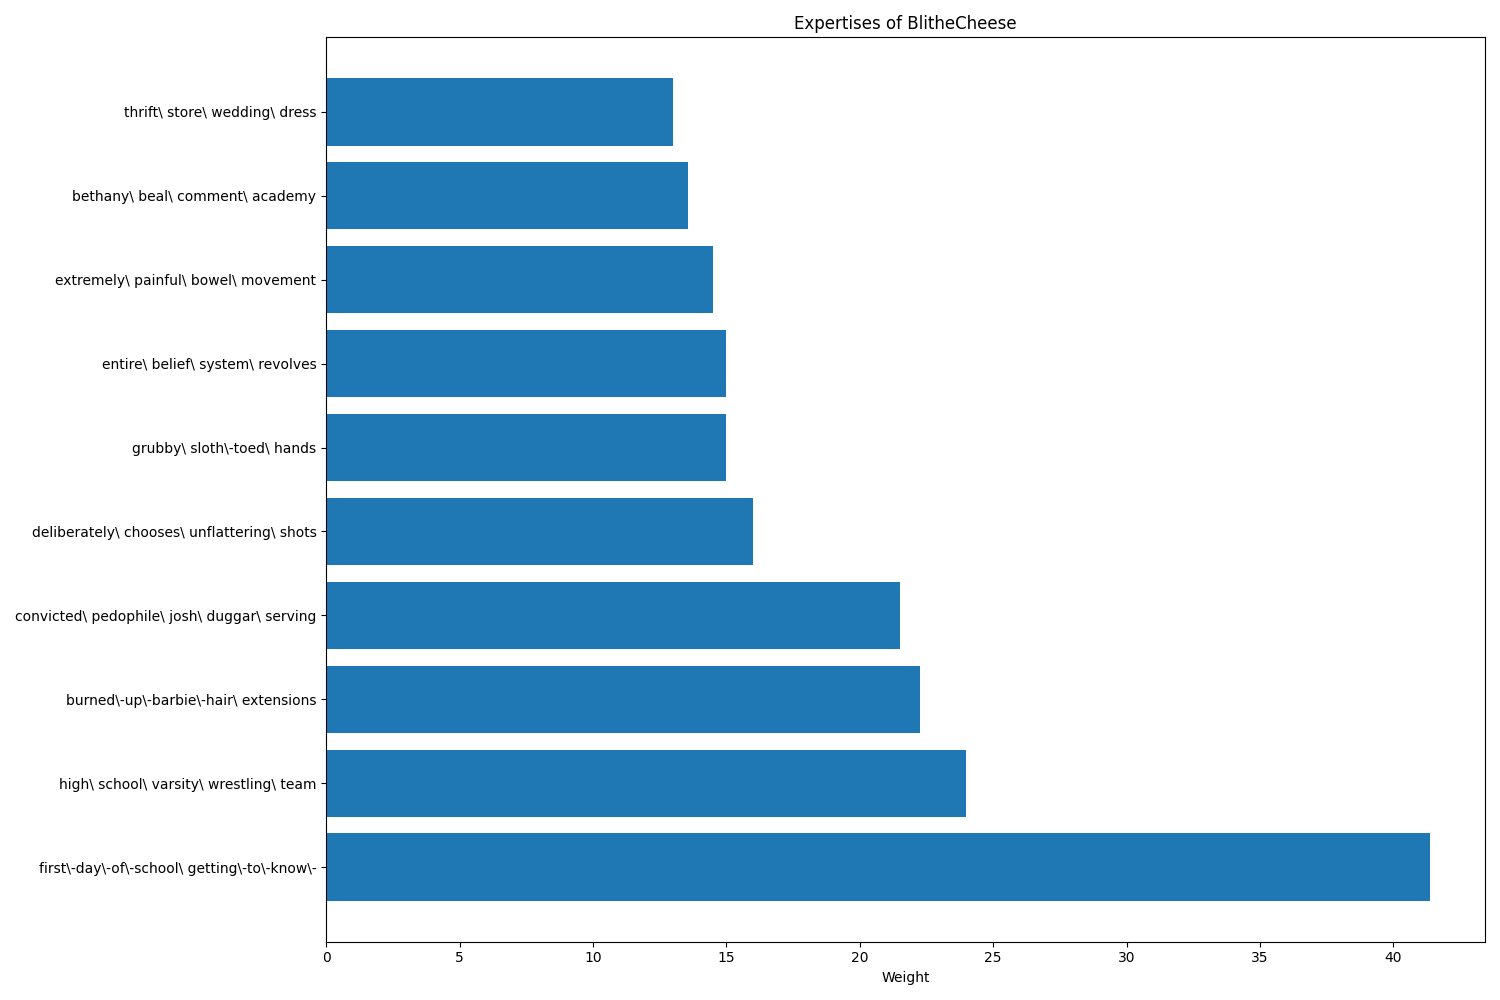 Expertises of BlitheCheese
thrift\ store\ wedding\ dress
bethany\ beal\ comment\ academy
extremely\ painful\ bowel\ movement
entire\ belief\ system\ revolves
grubby\ sloth\-toed\ hands
deliberately\ chooses\ unflattering\ shots
convicted\ pedophile\ josh\ duggar\ serving
burned\-up\-barbie\-hair\ extensions
high\ school\ varsity\ wrestling\ team
first\-day\-of\-school\ getting\-to\-know\-
0 5 10 15 20 25 30 35 40
Weight